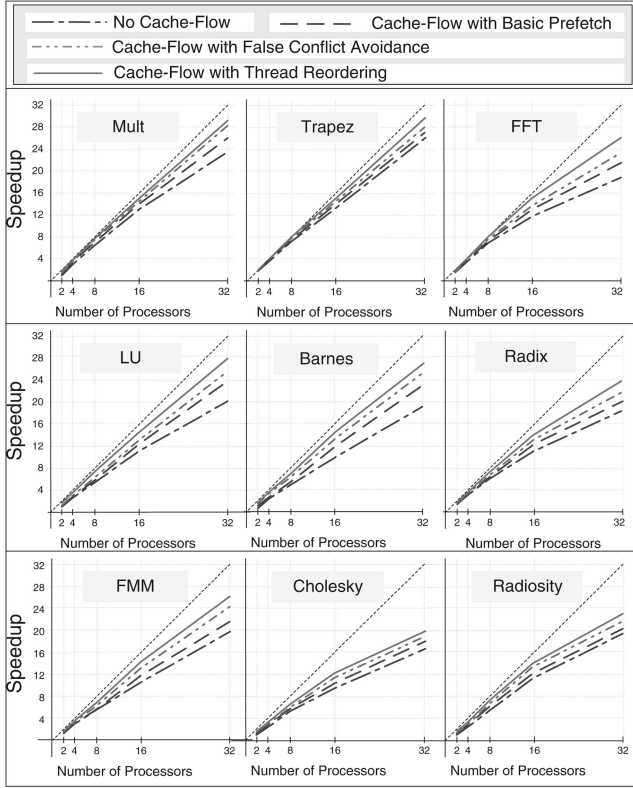 No Cache-Flow
Cache-Flow with Basic Prefetch
Cache-Flow with False Conflict Avoidance
Cache-Flow with Thread Reordering
32
28
24
20
16
12
8
4
Speedup
Mult
2 4 8 16 32
Number of Processors
Trapez
2 4 8 16 32
Number of Processors
FFT
2 4 8 16 32
Number of Processors
32
28
24
20
16
12
8
4
Speedup
LU
2 4 8 16 32
Number of Processors
Barnes
2 4 8 16 32
Number of Processors
Radix
2 4 8 16 32
Number of Processors
32
28
24
20
16
12
8
4
Speedup
FMM
2 4 8 16 32
Number of Processors
Cholesky
2 4 8 16 32
Number of Processors
Radiosity
2 4 8 16 32
Number of Processors